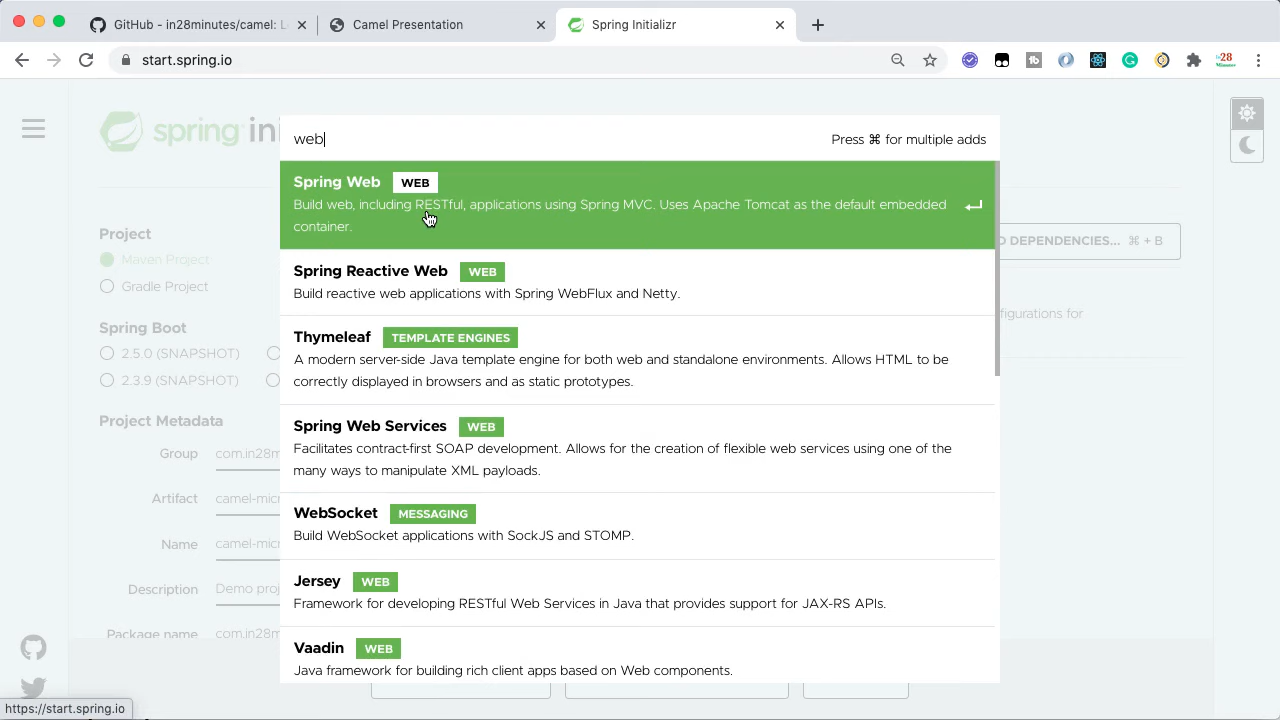 GitHub - in28minutes/camel: L
Camel Presentation
Spring Initializr
start.spring.io
28
Minutes
spring
web
Press ⌘ for multiple adds
Spring Web WEB
Build web, including RESTful, applications using Spring MVC. Uses Apache Tomcat as the default embedded
container.
Project
Maven Project
Gradle Project
DEPENDENCIES... ⌘ + B
Spring Reactive Web WEB
Build reactive web applications with Spring WebFlux and Netty.
figurations for
Spring Boot
2.5.0 (SNAPSHOT)
2.3.9 (SNAPSHOT)
Thymeleaf TEMPLATE ENGINES
A modern server-side Java template engine for both web and standalone environments. Allows HTML to be
correctly displayed in browsers and as static prototypes.
Project Metadata
Group com.in28m
Artifact camel-micr
Name camel-micr
Description Demo proj
Package name com.in28m
Spring Web Services WEB
Facilitates contract-first SOAP development. Allows for the creation of flexible web services using one of the
many ways to manipulate XML payloads.
WebSocket MESSAGING
Build WebSocket applications with SockJS and STOMP.
Jersey WEB
Framework for developing RESTful Web Services in Java that provides support for JAX-RS APIs.
Vaadin WEB
Java framework for building rich client apps based on Web components.
https://start.spring.io